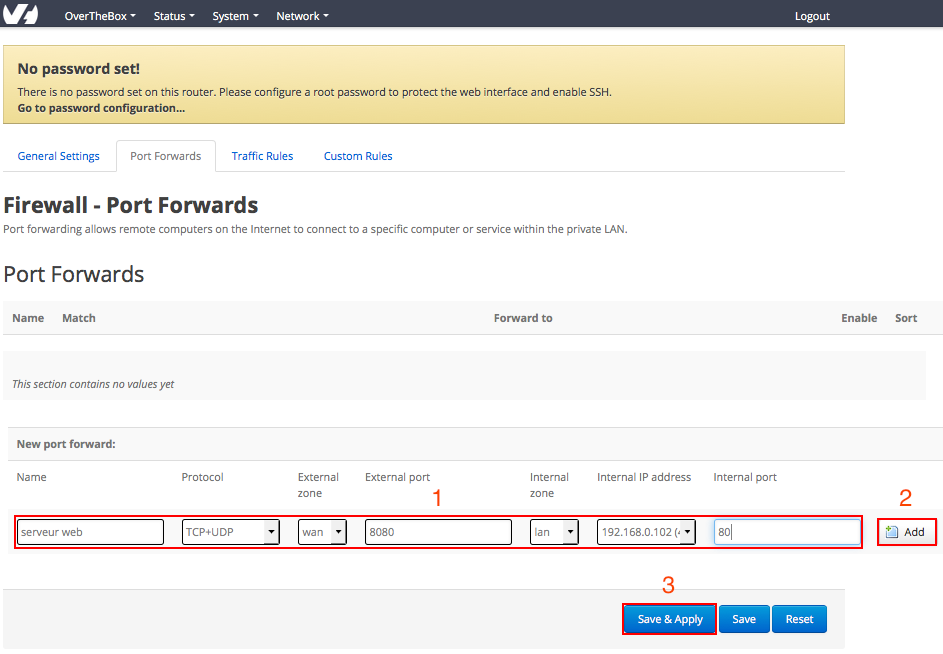 OverTheBox Status System Network Logout
No password set!
There is no password set on this router. Please configure a root password to protect the web interface and enable SSH.
Go to password configuration...
General Settings Port Forwards Traffic Rules Custom Rules
Firewall - Port Forwards
Port forwarding allows remote computers on the Internet to connect to a specific computer or service within the private LAN.
Port Forwards
Name Match Forward to Enable Sort
This section contains no values yet
New port forward:
Name Protocol External zone External port Internal zone Internal IP address Internal port
1 2
serveur web TCP+UDP wan 8080 lan 192.168.0.102 (4 80 Add
3
Save & Apply Save Reset